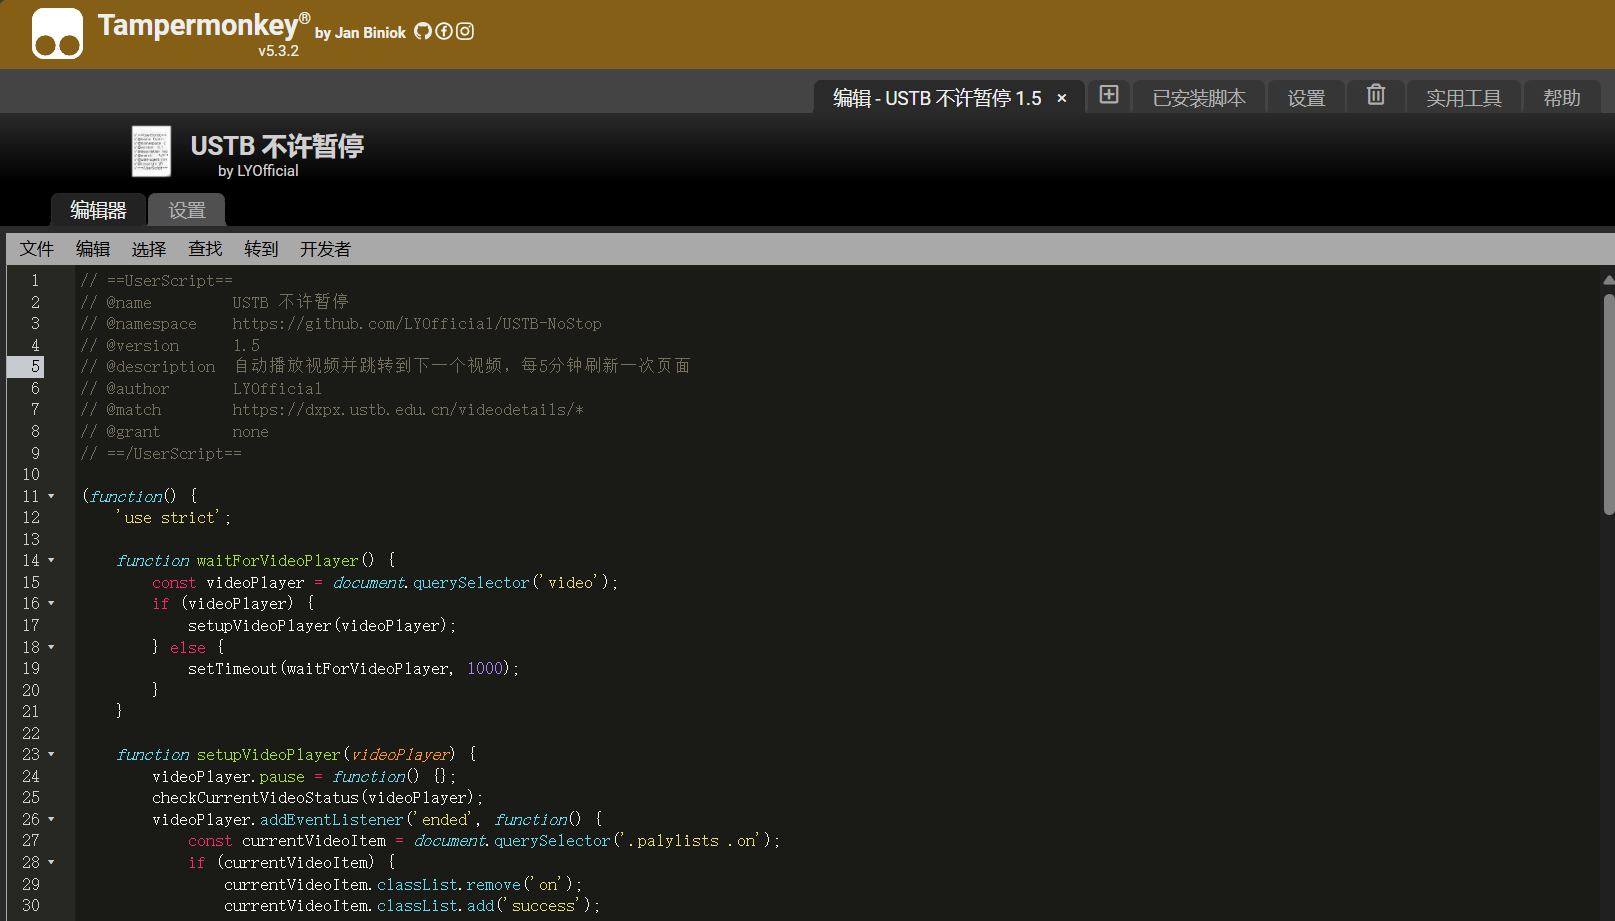 Tampermonkey® by Jan Biniok
v5.3.2
编辑 - USTB 不许暂停 1.5 × 已安装脚本 设置 实用工具 帮助
USTB 不许暂停
by LYOfficial
编辑器 设置
文件 编辑 选择 查找 转到 开发者
1 // ==UserScript==
2 // @name         USTB 不许暂停
3 // @namespace    https://github.com/LYOfficial/USTB-NoStop
4 // @version      1.5
5 // @description  自动播放视频并跳转到下一个视频，每5分钟刷新一次页面
6 // @author       LYOfficial
7 // @match        https://dxpx.ustb.edu.cn/videodetails/*
8 // @grant        none
9 // ==/UserScript==
10
11 (function() {
12     'use strict';
13
14     function waitForVideoPlayer() {
15         const videoPlayer = document.querySelector('video');
16         if (videoPlayer) {
17             setupVideoPlayer(videoPlayer);
18         } else {
19             setTimeout(waitForVideoPlayer, 1000);
20         }
21     }
22
23     function setupVideoPlayer(videoPlayer) {
24         videoPlayer.pause = function() {};
25         checkCurrentVideoStatus(videoPlayer);
26         videoPlayer.addEventListener('ended', function() {
27             const currentVideoItem = document.querySelector('.palylists .on');
28             if (currentVideoItem) {
29                 currentVideoItem.classList.remove('on');
30                 currentVideoItem.classList.add('success');